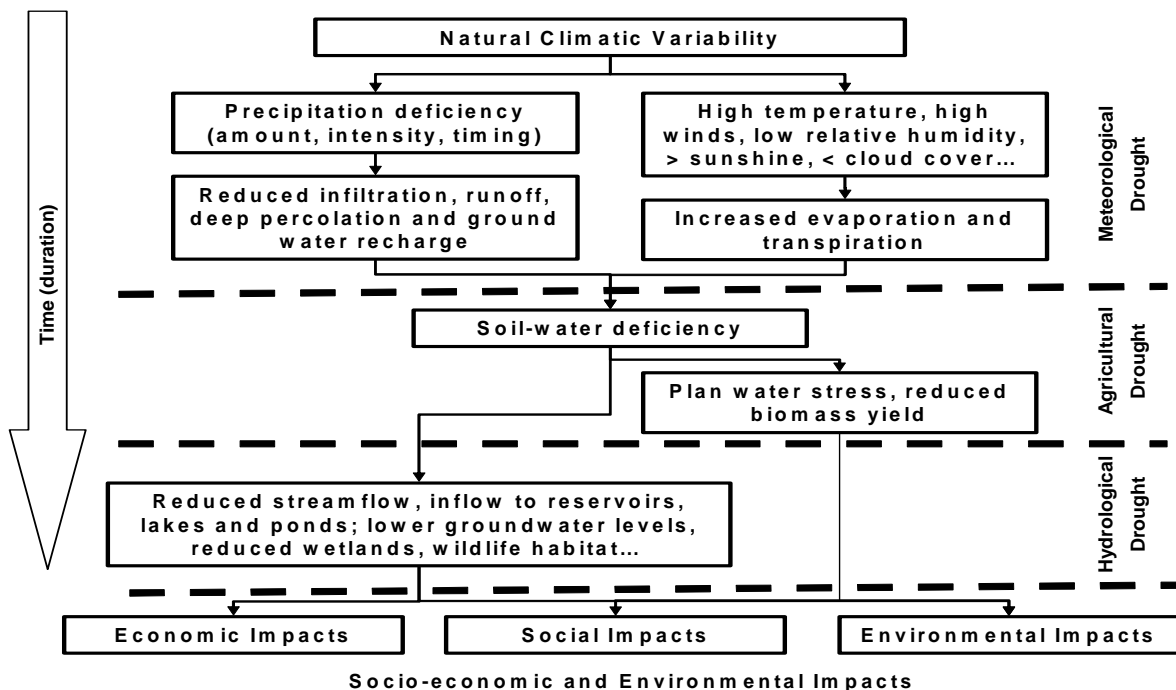 Natural Climatic Variability
Precipitation deficiency
(amount, intensity, timing)
High temperature, high
winds, low relative humidity,
> sunshine, < cloud cover…
Reduced infiltration, runoff,
deep percolation and ground
water recharge
Increased evaporation and
transpiration
Meteorological
Drought
Time (duration)
Soil-water deficiency
Plan water stress, reduced
biomass yield
Agricultural
Drought
Reduced streamflow, inflow to reservoirs,
lakes and ponds; lower groundwater levels,
reduced wetlands, wildlife habitat…
Hydrological
Drought
Economic Impacts
Social Impacts
Environmental Impacts
Socio-economic and Environmental Impacts